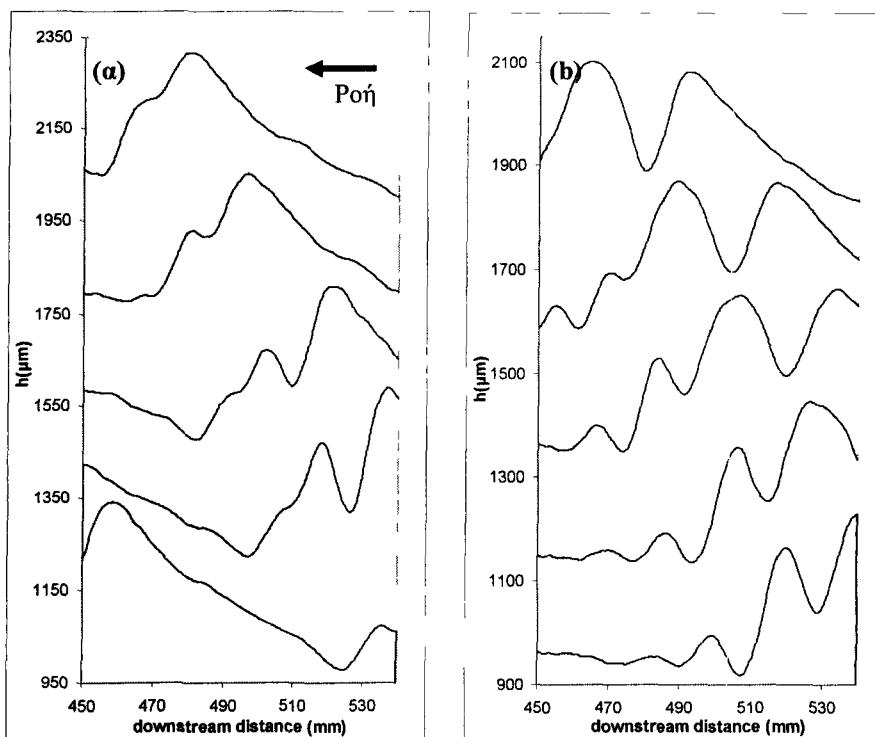 (α)
Ροή
2350
2150
1950
1750
1550
1350
1150
950
h(μm)
450 470 490 510 530
downstream distance (mm)
(b)
2100
1900
1700
1500
1300
1100
900
h(μm)
450 470 490 510 530
downstream distance (mm)